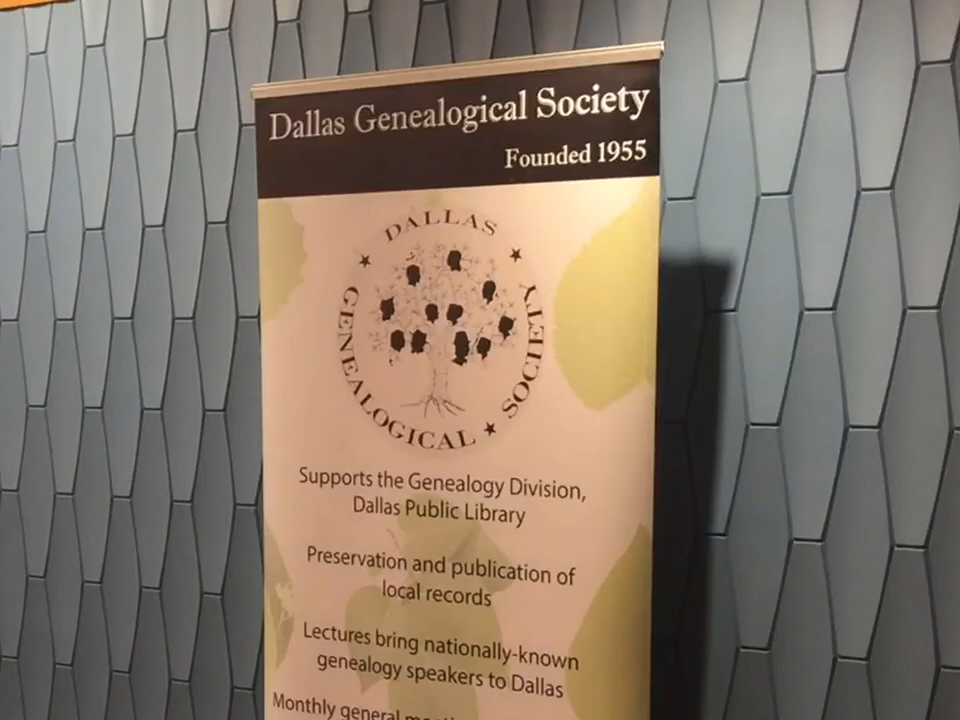 Dallas Genealogical Society
Founded 1955
DALLAS
GENEALOGICAL
SOCIETY
Supports the Genealogy Division,
Dallas Public Library
Preservation and publication of
local records
Lectures bring nationally-known
genealogy speakers to Dallas
Monthly general